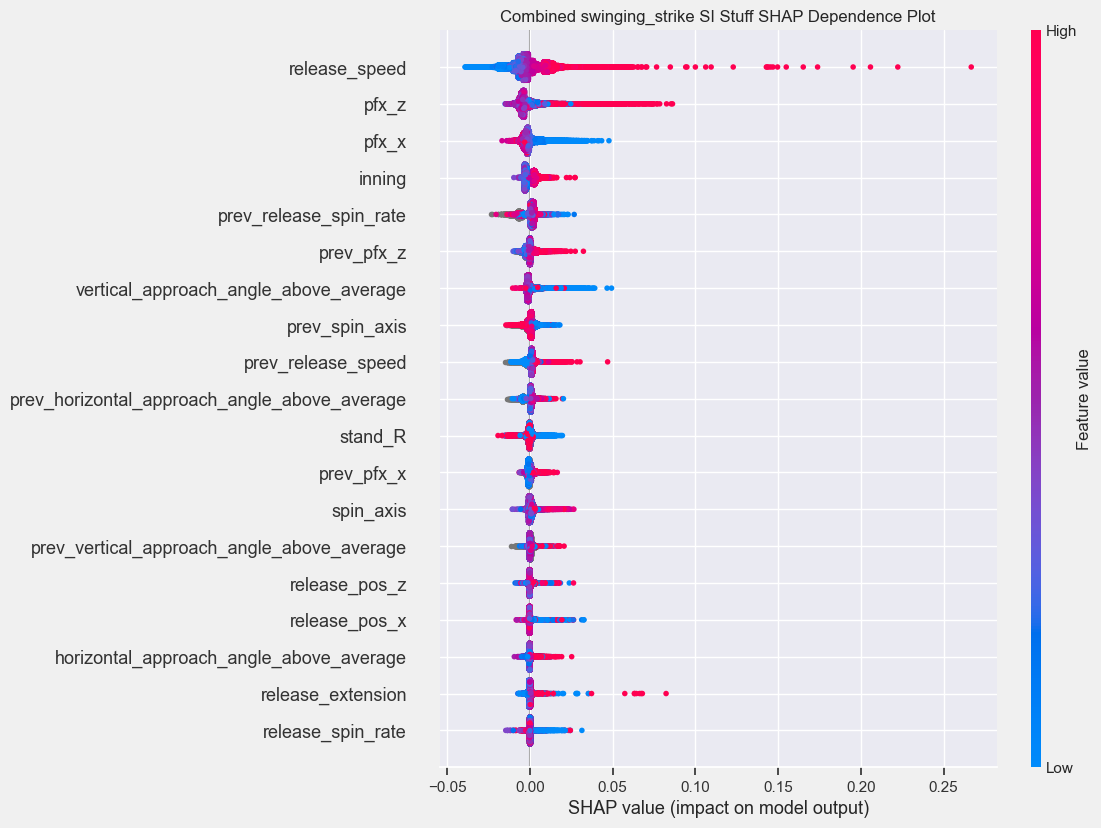 Combined swinging_strike SI Stuff SHAP Dependence Plot
High
release_speed
pfx_z
pfx_x
inning
prev_release_spin_rate
prev_pfx_z
vertical_approach_angle_above_average
prev_spin_axis
prev_release_speed
prev_horizontal_approach_angle_above_average
stand_R
prev_pfx_x
spin_axis
prev_vertical_approach_angle_above_average
release_pos_z
release_pos_x
horizontal_approach_angle_above_average
release_extension
release_spin_rate
Feature value
Low
−0.05 0.00 0.05 0.10 0.15 0.20 0.25
SHAP value (impact on model output)